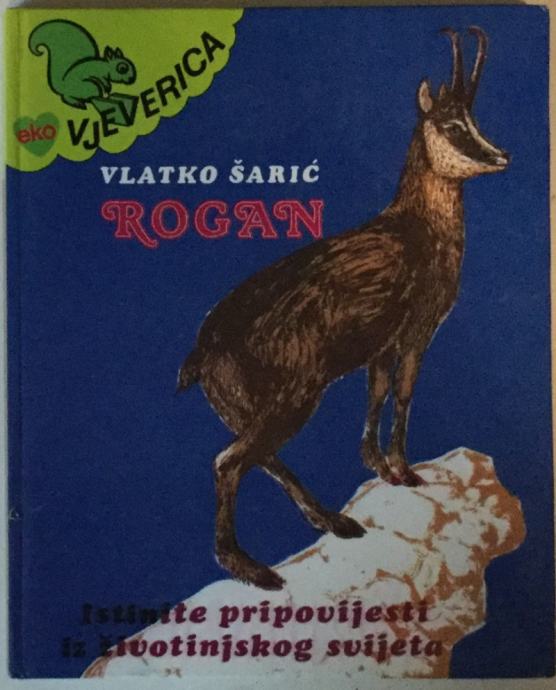 eko VJEVERICA
VLATKO ŠARIĆ
ROGAN
Istinite pripovijesti
iz životinjskog svijeta